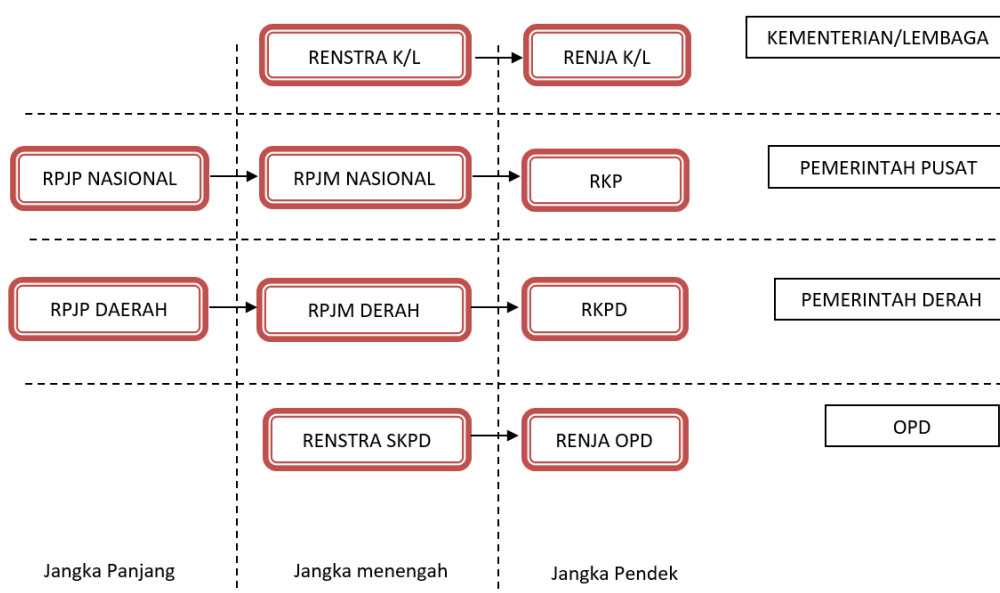 RENSTRA K/L
RENJA K/L
KEMENTERIAN/LEMBAGA
RPJP NASIONAL
RPJM NASIONAL
RKP
PEMERINTAH PUSAT
RPJP DAERAH
RPJM DERAH
RKPD
PEMERINTAH DERAH
RENSTRA SKPD
RENJA OPD
OPD
Jangka Panjang
Jangka menengah
Jangka Pendek